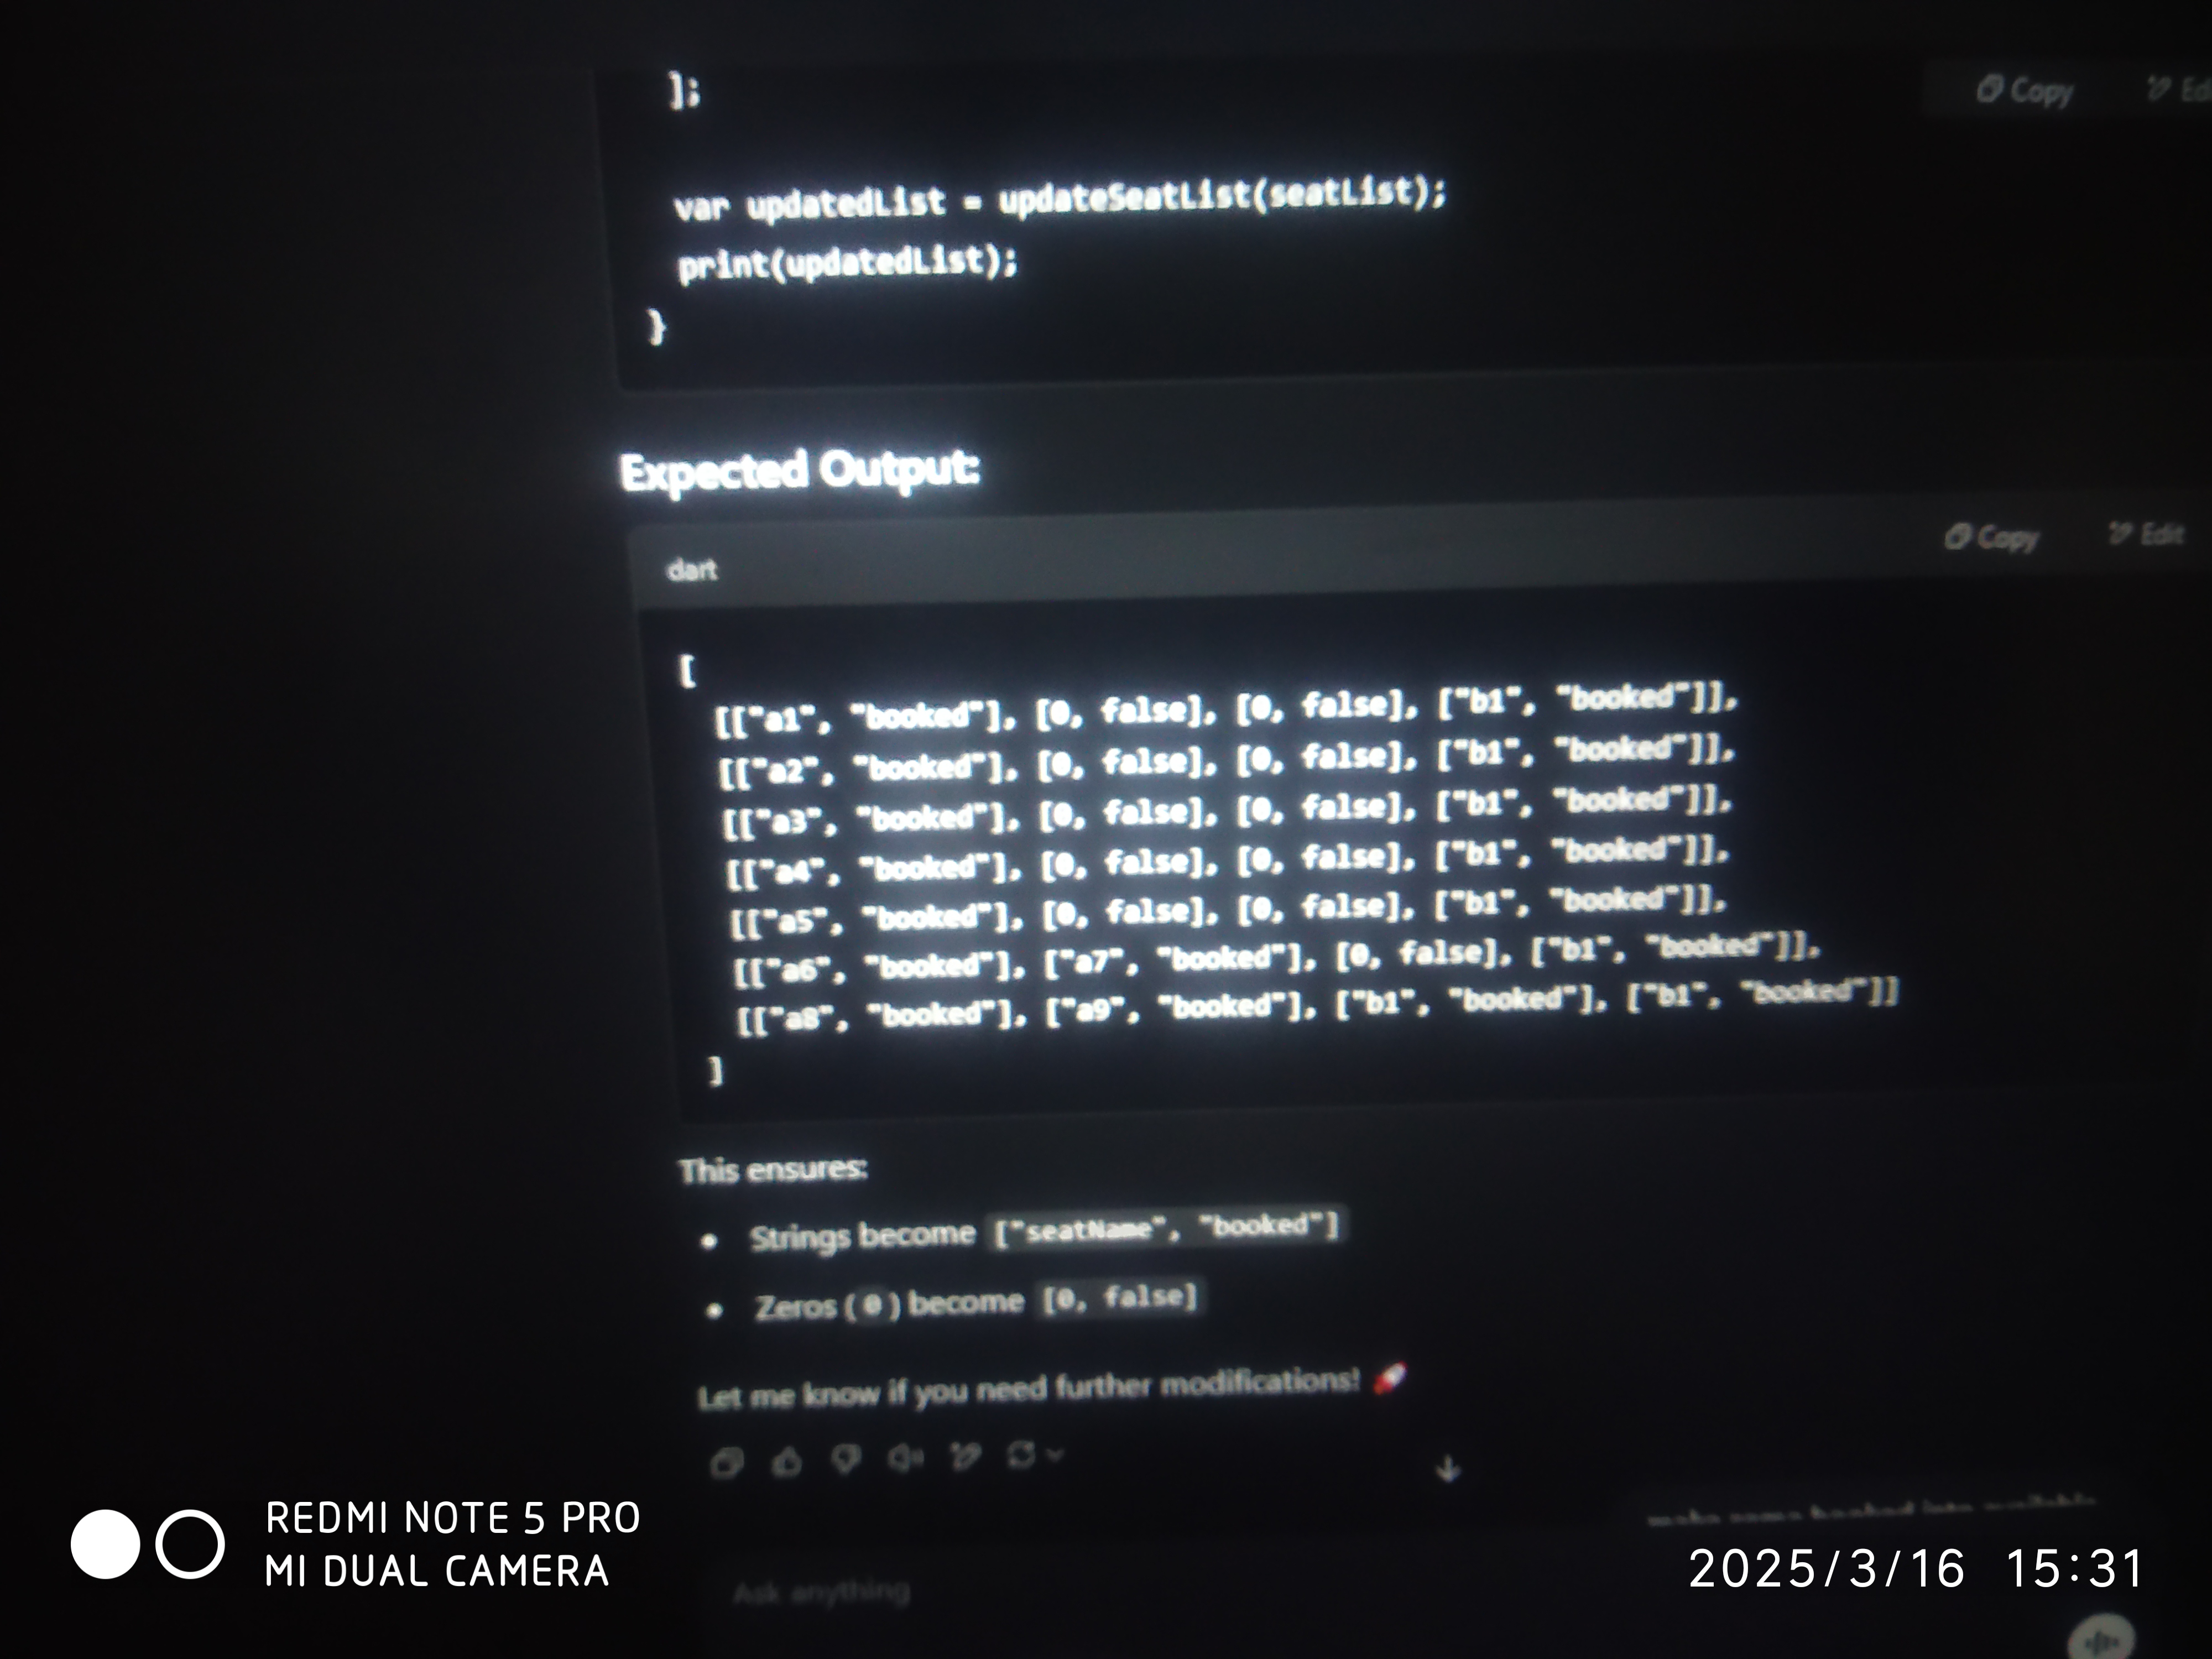 ];
Copy
var updatedList = updateSeatList(seatList);
print(updatedList);
}
Expected Output:
dart
Copy Edit
[
[["a1", "booked"], [0, false], [0, false], ["b1", "booked"]],
[["a2", "booked"], [0, false], [0, false], ["b1", "booked"]],
[["a3", "booked"], [0, false], [0, false], ["b1", "booked"]],
[["a4", "booked"], [0, false], [0, false], ["b1", "booked"]],
[["a5", "booked"], [0, false], [0, false], ["b1", "booked"]],
[["a6", "booked"], ["a7", "booked"], [0, false], ["b1", "booked"]],
[["a8", "booked"], ["a9", "booked"], ["b1", "booked"], ["b1", "booked"]]
]
This ensures:
• Strings become ["seatName", "booked"]
• Zeros (0) become [0, false]
Let me know if you need further modifications! 🚀
Ask anything
REDMI NOTE 5 PRO
MI DUAL CAMERA
2025/3/16 15:31